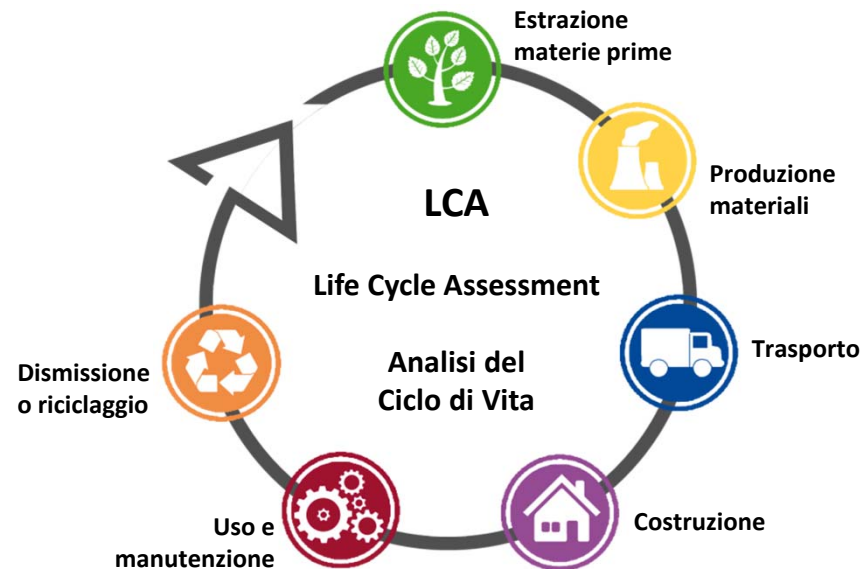 Estrazione
materie prime
Produzione
materiali
LCA
Life Cycle Assessment
Analisi del
Ciclo di Vita
Trasporto
Dismissione
o riciclaggio
Costruzione
Uso e
manutenzione